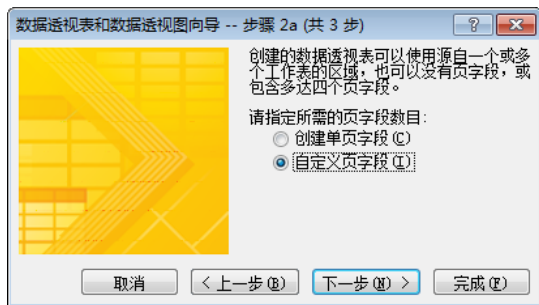 数据透视表和数据透视图向导 -- 步骤 2a (共 3 步)
创建的数据透视表可以使用源自一个或多
个工作表的区域，也可以没有页字段，或
包含多达四个页字段。
请指定所需的页字段数目:
创建单页字段(C)
自定义页字段(I)
取消 < 上一步(B) 下一步(N) > 完成(F)